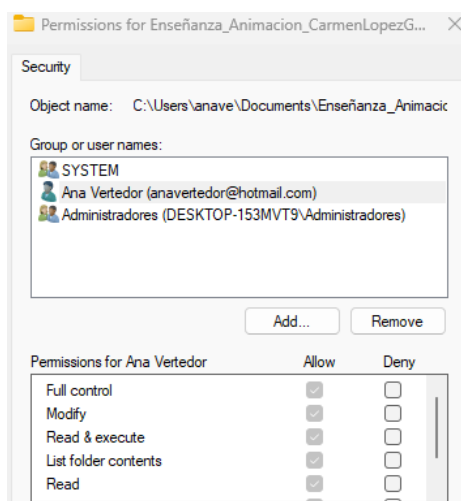 Permissions for Enseñanza_Animacion_CarmenLopezG...
Security
Object name: C:\Users\anave\Documents\Enseñanza_Animacic
Group or user names:
SYSTEM
Ana Vertedor (anavertedor@hotmail.com)
Administradores (DESKTOP-153MVT9\Administradores)
Add... Remove
Permissions for Ana Vertedor Allow Deny
Full control
Modify
Read & execute
List folder contents
Read